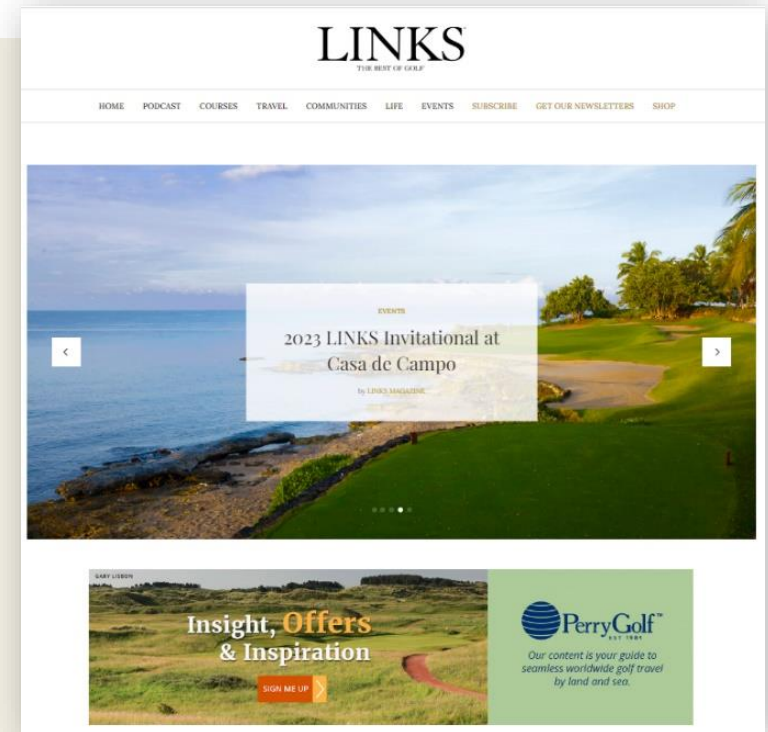 LINKS
THE BEST OF GOLF
HOME PODCAST COURSES TRAVEL COMMUNITIES LIFE EVENTS SUBSCRIBE GET OUR NEWSLETTERS SHOP
EVENTS
2023 LINKS Invitational at
Casa de Campo
by LINKS MAGAZINE
GARY LISBON
Insight, Offers
& Inspiration
SIGN ME UP
PerryGolf™
EST 1984
Our content is your guide to
seamless worldwide golf travel
by land and sea.